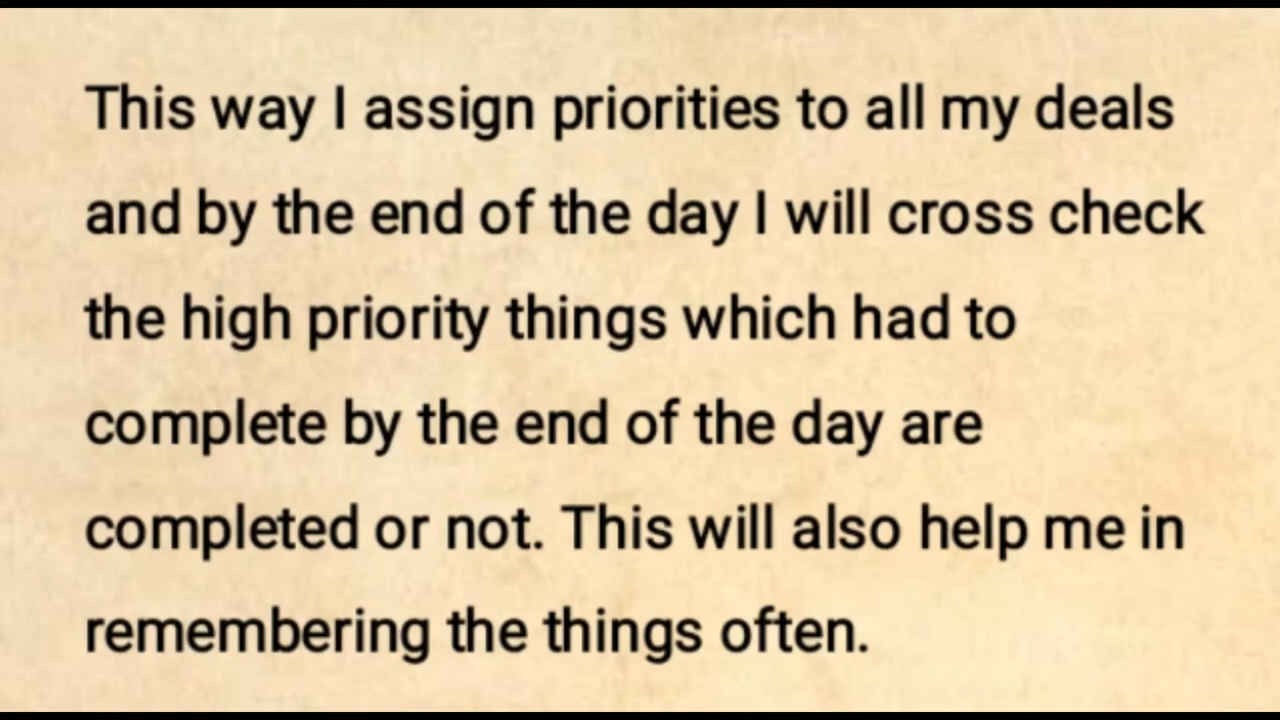 This way I assign priorities to all my deals
and by the end of the day I will cross check
the high priority things which had to
complete by the end of the day are
completed or not. This will also help me in
remembering the things often.